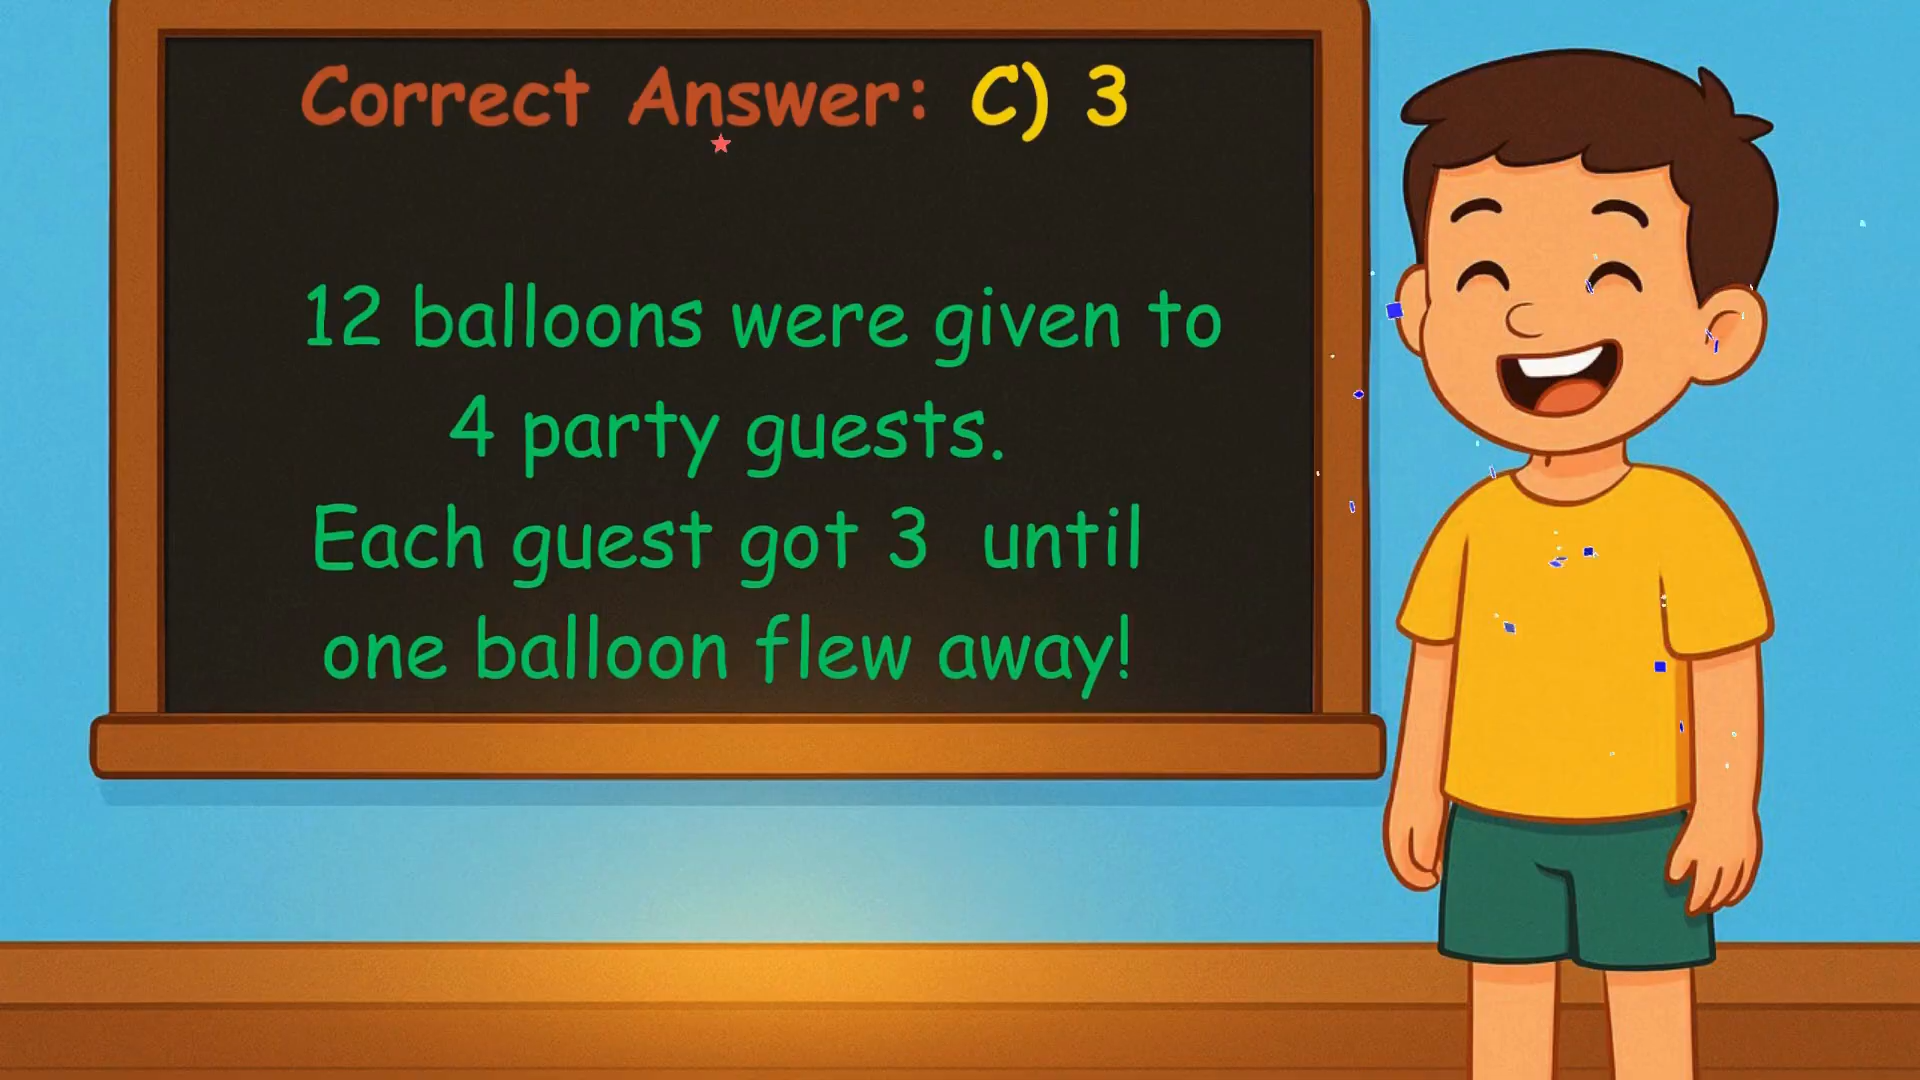 Correct Answer: C) 3
12 balloons were given to
4 party guests.
Each guest got 3 until
one balloon flew away!